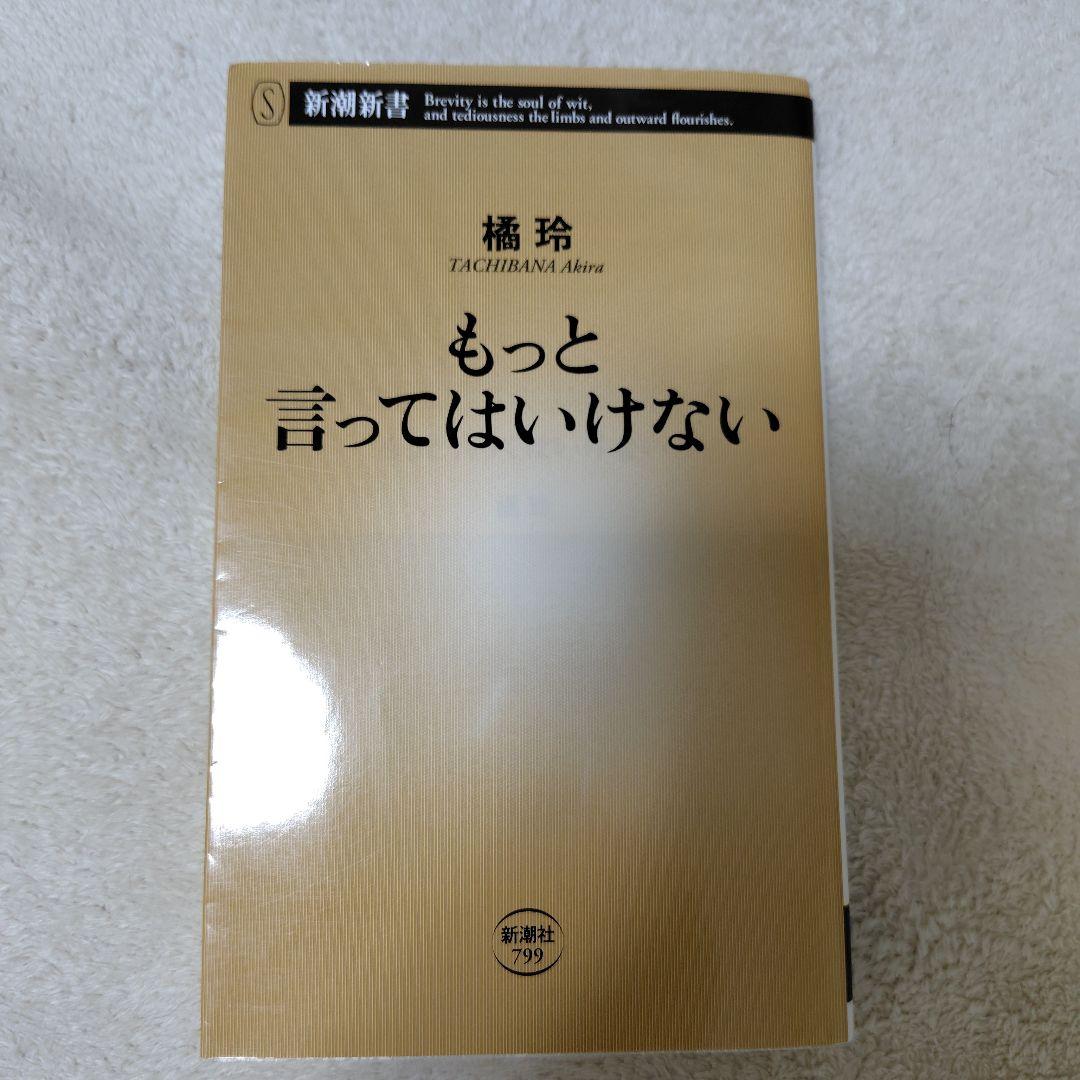 S
新潮新書
Brevity is the soul of wit,
and tediousness the limbs and outward flourishes.
橘 玲
TACHIBANA Akira
もっと
言ってはいけない
新潮社
799